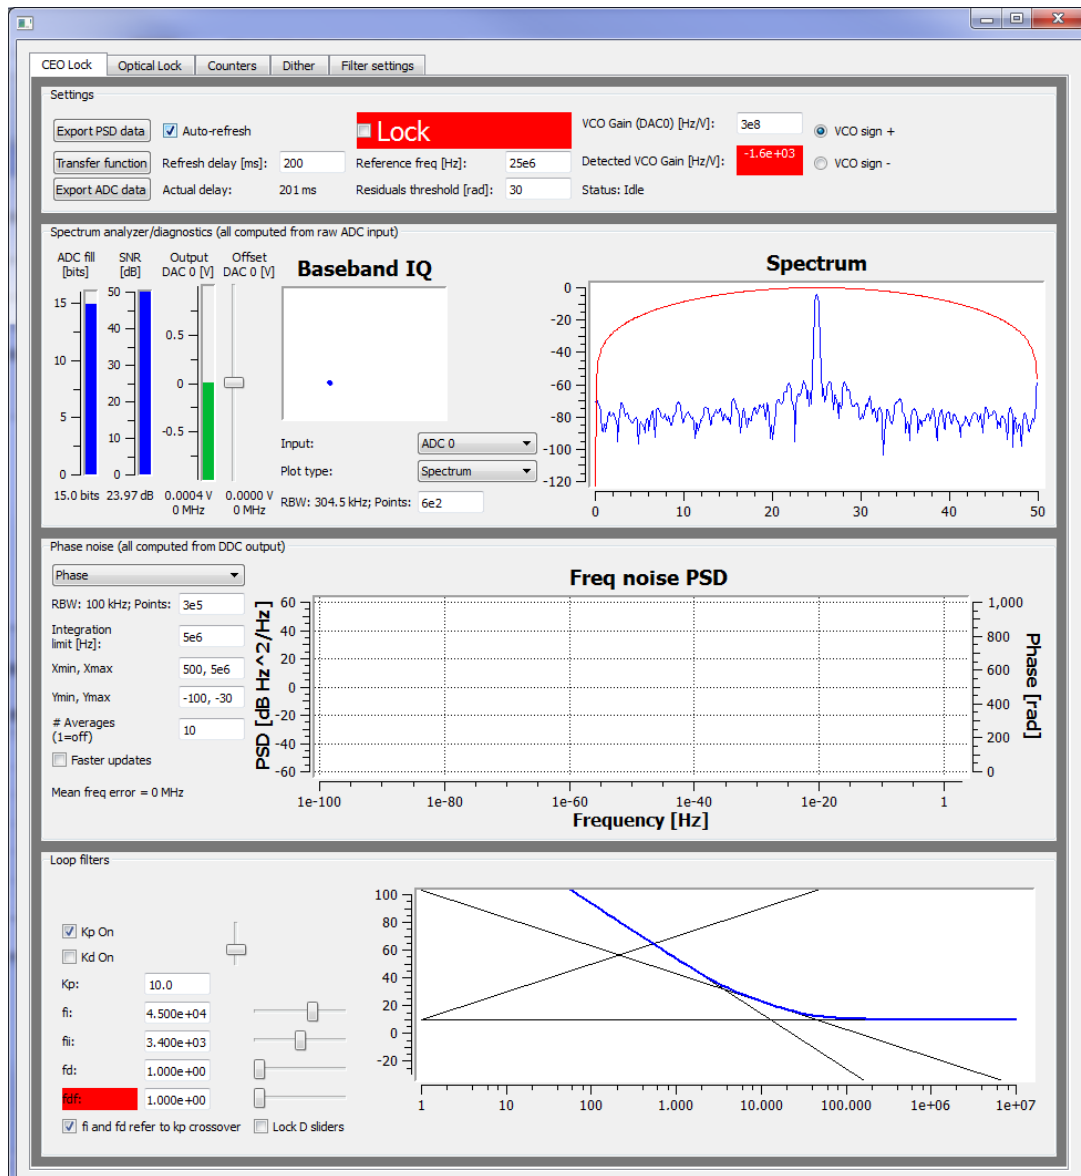 CEO Lock Optical Lock Counters Dither Filter settings
Settings
Export PSD data Auto-refresh Lock VCO Gain (DAC0) [Hz/V]: 3e8 VCO sign +
Transfer function Refresh delay [ms]: 200 Reference freq [Hz]: 25e6 Detected VCO Gain [Hz/V]: -1.6e+03 VCO sign -
Export ADC data Actual delay: 201 ms Residuals threshold [rad]: 30 Status: Idle
Spectrum analyzer/diagnostics (all computed from raw ADC input)
ADC fill [bits]
SNR [dB]
Output DAC 0 [V]
Offset DAC 0 [V]
15
10
5
0
50
40
30
20
10
0
0.5
0
-0.5
15.0 bits 23.97 dB 0.0004 V 0.0000 V
0 MHz 0 MHz
Baseband IQ
Input: ADC 0
Plot type: Spectrum
RBW: 304.5 kHz; Points: 6e2
Spectrum
0
-20
-40
-60
-80
-100
-120
0 10 20 30 40 50
Phase noise (all computed from DDC output)
Phase
RBW: 100 kHz; Points: 3e5
Integration
limit [Hz]: 5e6
Xmin, Xmax 500, 5e6
Ymin, Ymax -100, -30
# Averages
(1=off) 10
Faster updates
Mean freq error = 0 MHz
Freq noise PSD
PSD [dB Hz^2/Hz]
60
40
20
0
-20
-40
-60
1,000
800
600
400
200
0
Phase [rad]
1e-100 1e-80 1e-60 1e-40 1e-20 1
Frequency [Hz]
Loop filters
Kp On
Kd On
Kp: 10.0
fi: 4.500e+04
fii: 3.400e+03
fd: 1.000e+00
fdf: 1.000e+00
fi and fd refer to kp crossover Lock D sliders
100
80
60
40
20
0
-20
1 10 100 1.000 10.000 100.000 1e+06 1e+07